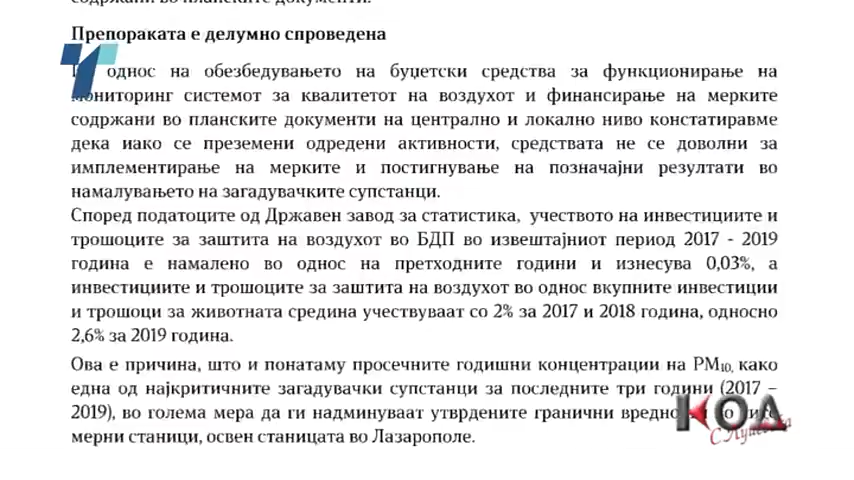 содржани во планските документи.
Препораката е делумно спроведена
однос на обезбедувањето на буџетски средства за функционирање на
мониторинг системот за квалитетот на воздухот и финансирање на мерките
содржани во планските документи на централно и локално ниво констатиравме
дека иако се преземени одредени активности, средствата не се доволни за
имплементирање на мерките и постигнување на позначајни резултати во
намалувањето на загадувачките супстанци.
Според податоците од Државен завод за статистика, учеството на инвестициите и
трошоците за заштита на воздухот во БДП во извештајниот период 2017 - 2019
година е намалено во однос на претходните години и изнесува 0,03%, а
инвестициите и трошоците за заштита на воздухот во однос вкупните инвестиции
и трошоци за животната средина учествуваат со 2% за 2017 и 2018 година, односно
2,6% за 2019 година.
Ова е причина, што и понатаму просечните годишни концентрации на PM₁₀, како
една од најкритичните загадувачки супстанци за последните три години (2017 –
2019), во голема мера да ги надминуваат утврдените гранични
мерни станици, освен станицата во Лазарополе.
КОД